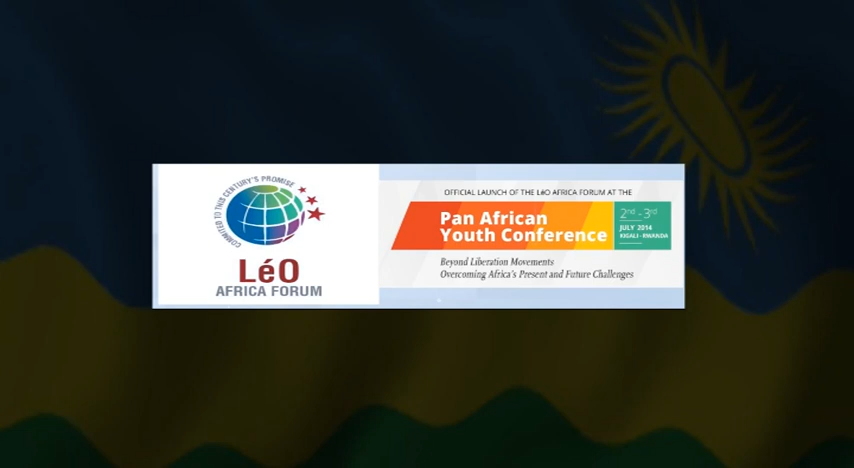 COMMITED TO THIS CENTURY'S PROMISE
LéO
AFRICA FORUM
OFFICIAL LAUNCH OF THE LéO AFRICA FORUM AT THE
Pan African
Youth Conference
2nd - 3rd
JULY 2014
KIGALI - RWANDA
Beyond Liberation Movements
Overcoming Africa's Present and Future Challenges